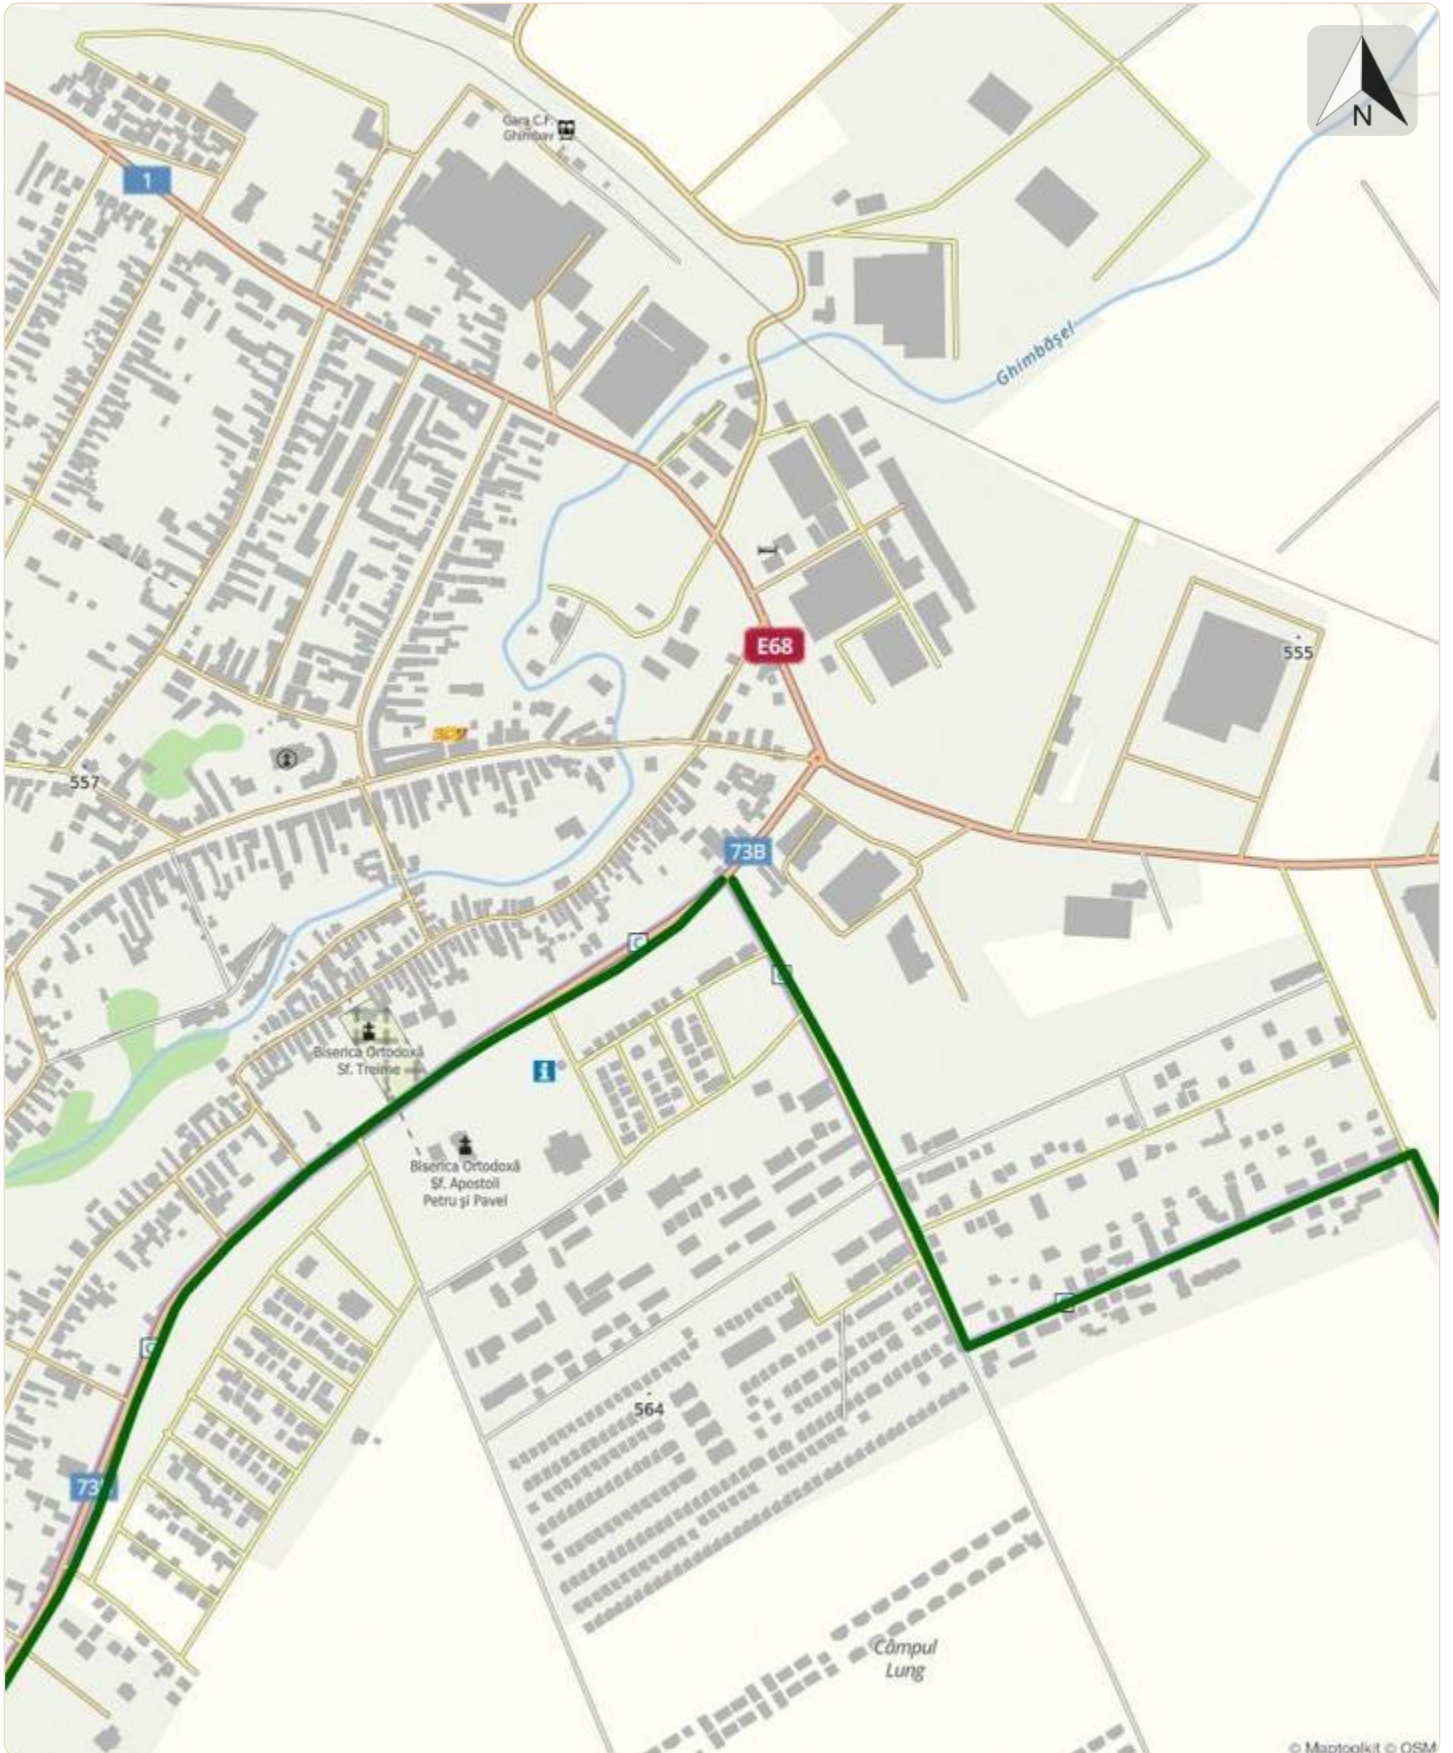 N
Gara C.F.
Ghimbav
1
Ghimbășel
E68
555
557
73B
C
Biserica Ortodoxă
Sf. Treime
Biserica Ortodoxă
Sf. Apostoli
Petru și Pavel
C
564
Câmpul
Lung
© Maptoolkit © OSM